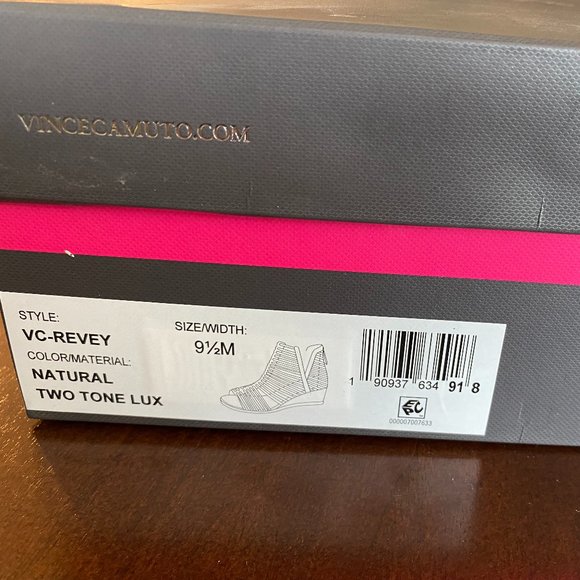 VINCECAMUTO.COM
STYLE:
VC-REVEY
COLOR/MATERIAL:
NATURAL
TWO TONE LUX
SIZE/WIDTH:
9½M
1 90937 634 91 8
000007007633